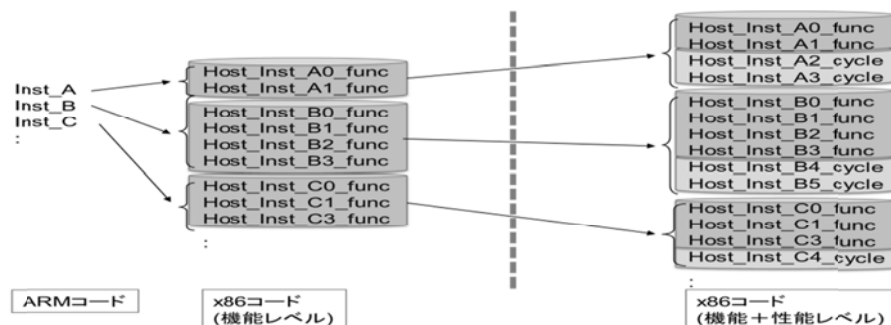 Inst_A
Inst_B
Inst_C
:
ARMコード
Host_Inst_A0_func
Host_Inst_A1_func
Host_Inst_B0_func
Host_Inst_B1_func
Host_Inst_B2_func
Host_Inst_B3_func
Host_Inst_C0_func
Host_Inst_C1_func
Host_Inst_C3_func
:
x86コード
(機能レベル)
Host_Inst_A0_func
Host_Inst_A1_func
Host_Inst_A2_cycle
Host_Inst_A3_cycle
Host_Inst_B0_func
Host_Inst_B1_func
Host_Inst_B2_func
Host_Inst_B3_func
Host_Inst_B4_cycle
Host_Inst_B5_cycle
Host_Inst_C0_func
Host_Inst_C1_func
Host_Inst_C3_func
Host_Inst_C4_cycle
:
x86コード
(機能+性能レベル)